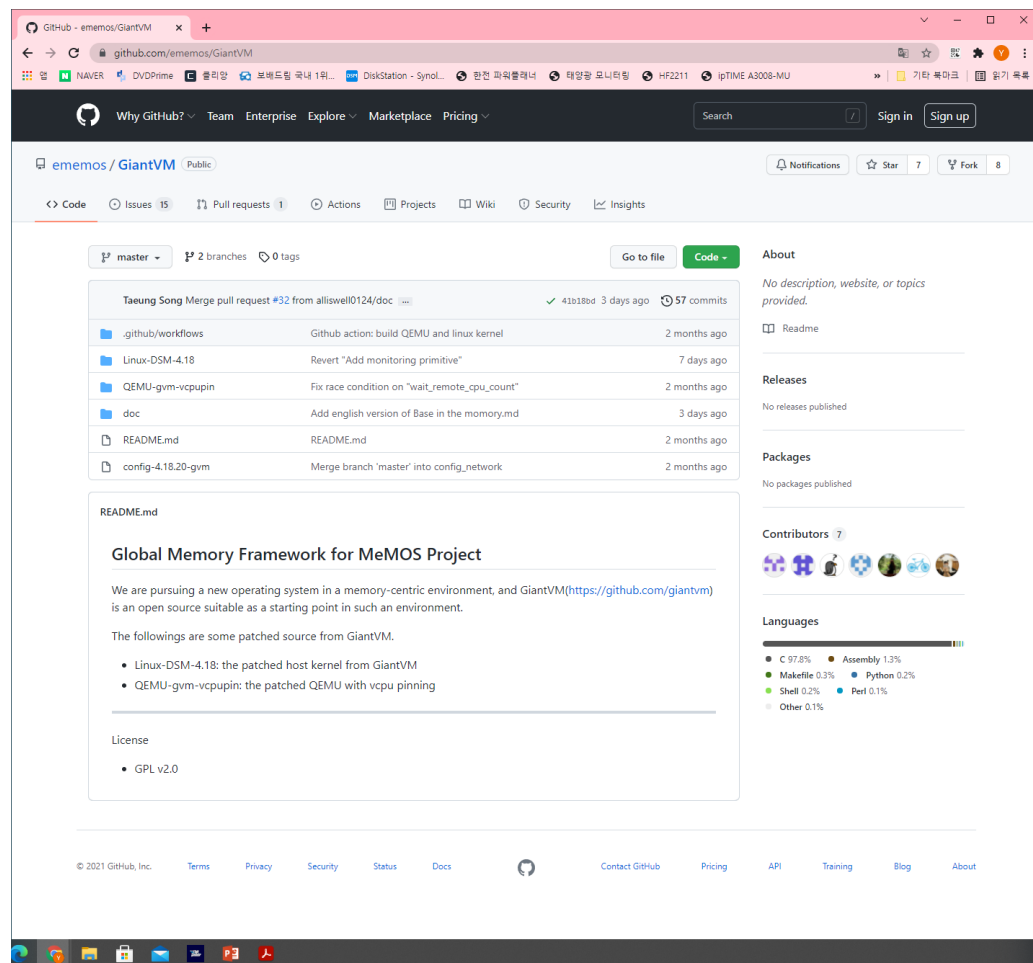 GitHub - ememos/GiantVM
github.com/ememos/GiantVM
앱 NAVER DVDPrime 클리앙 보배드림 국내 1위... DiskStation - Synol... 한전 파워플래너 태양광 모니터링 HF2211 ipTIME A3008-MU » 기타 북마크 읽기 목록
Why GitHub? Team Enterprise Explore Marketplace Pricing Search / Sign in Sign up
ememos / GiantVM Public Notifications Star 7 Fork 8
<> Code Issues 15 Pull requests 1 Actions Projects Wiki Security Insights
master 2 branches 0 tags Go to file Code
Taeung Song Merge pull request #32 from alliswell0124/doc ... 41b18bd 3 days ago 57 commits
.github/workflows Github action: build QEMU and linux kernel 2 months ago
Linux-DSM-4.18 Revert "Add monitoring primitive" 7 days ago
QEMU-gvm-vcpupin Fix race condition on "wait_remote_cpu_count" 2 months ago
doc Add english version of Base in the momory.md 3 days ago
README.md README.md 2 months ago
config-4.18.20-gvm Merge branch 'master' into config_network 2 months ago
README.md
Global Memory Framework for MeMOS Project
We are pursuing a new operating system in a memory-centric environment, and GiantVM(https://github.com/giantvm)
is an open source suitable as a starting point in such an environment.
The followings are some patched source from GiantVM.
• Linux-DSM-4.18: the patched host kernel from GiantVM
• QEMU-gvm-vcpupin: the patched QEMU with vcpu pinning
License
• GPL v2.0
About
No description, website, or topics
provided.
Readme
Releases
No releases published
Packages
No packages published
Contributors 7
Languages
C 97.8% Assembly 1.3%
Makefile 0.3% Python 0.2%
Shell 0.2% Perl 0.1%
Other 0.1%
© 2021 GitHub, Inc. Terms Privacy Security Status Docs Contact GitHub Pricing API Training Blog About